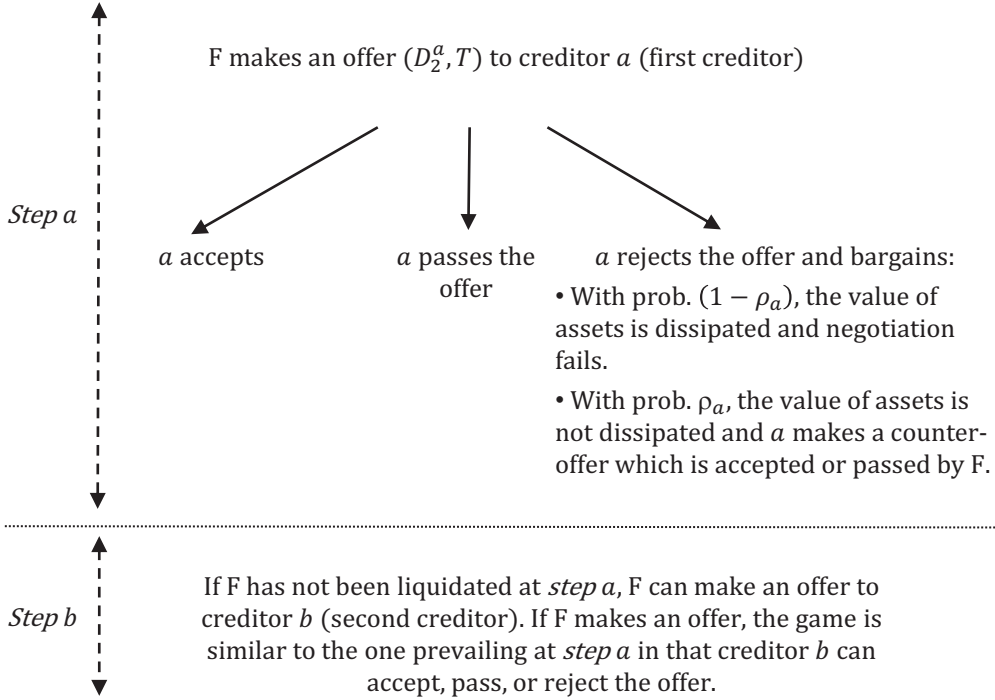 F makes an offer (D₂ᵃ, T) to creditor a (first creditor)
Step a
a accepts
a passes the
offer
a rejects the offer and bargains:
• With prob. (1 − ρₐ), the value of
assets is dissipated and negotiation
fails.
• With prob. ρₐ, the value of assets is
not dissipated and a makes a counter-
offer which is accepted or passed by F.
Step b
If F has not been liquidated at step a, F can make an offer to
creditor b (second creditor). If F makes an offer, the game is
similar to the one prevailing at step a in that creditor b can
accept, pass, or reject the offer.